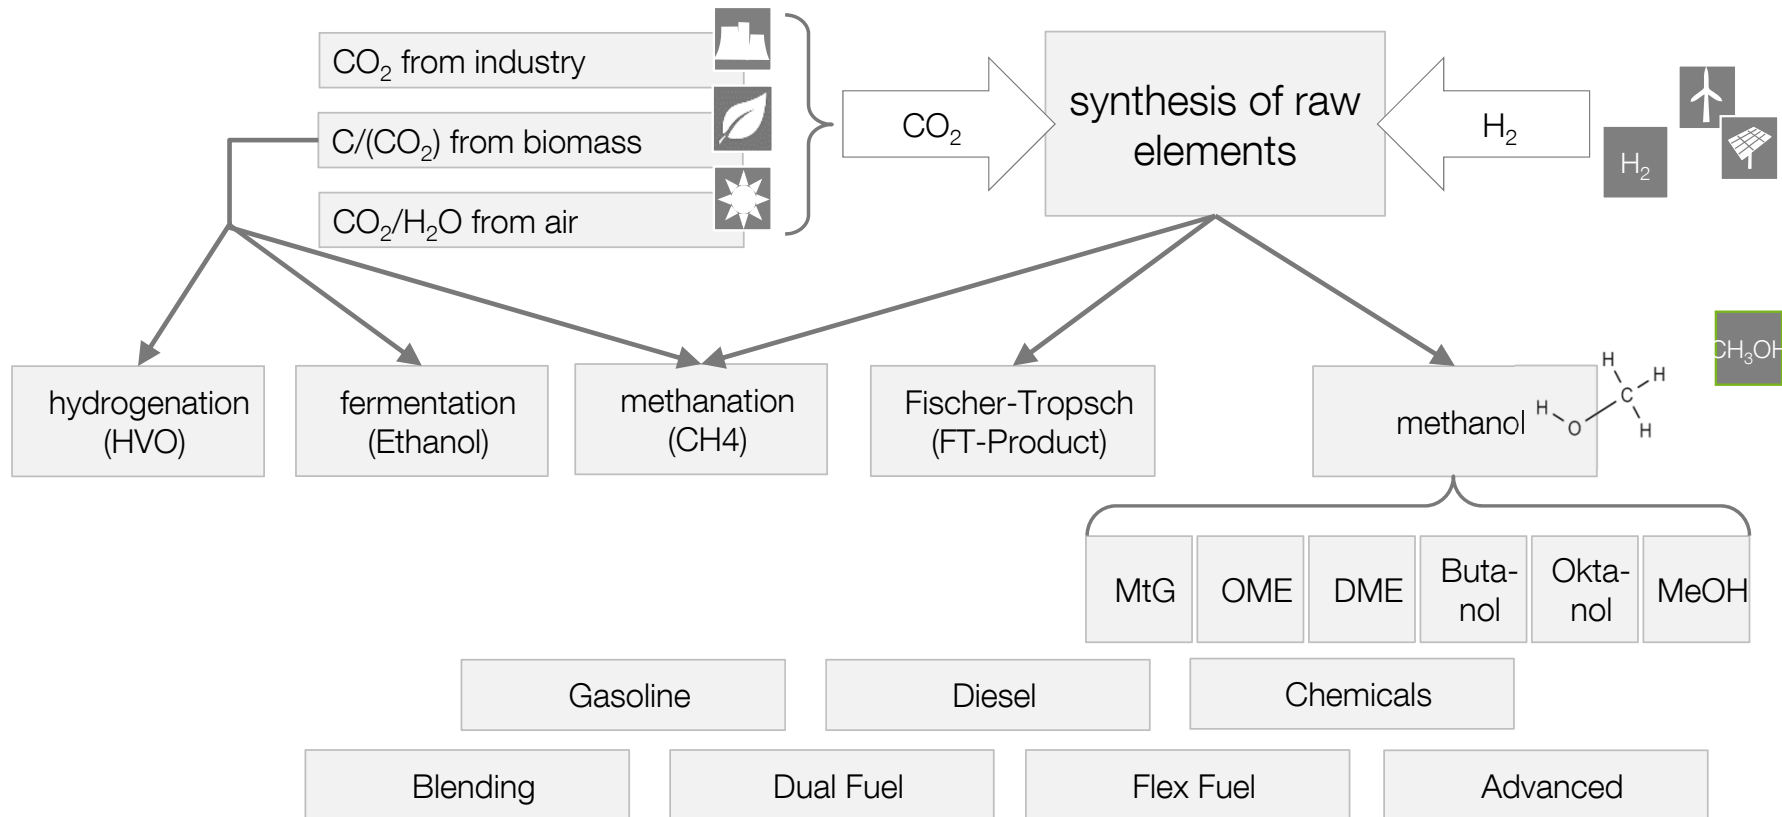 CO₂ from industry
C/(CO₂) from biomass
CO₂/H₂O from air
CO₂
synthesis of raw
elements
H₂
H₂
CH₃OH
hydrogenation
(HVO)
fermentation
(Ethanol)
methanation
(CH4)
Fischer-Tropsch
(FT-Product)
methanol
H
H
C
H
O
H
MtG
OME
DME
Buta-
nol
Okta-
nol
MeOH
Gasoline
Diesel
Chemicals
Blending
Dual Fuel
Flex Fuel
Advanced